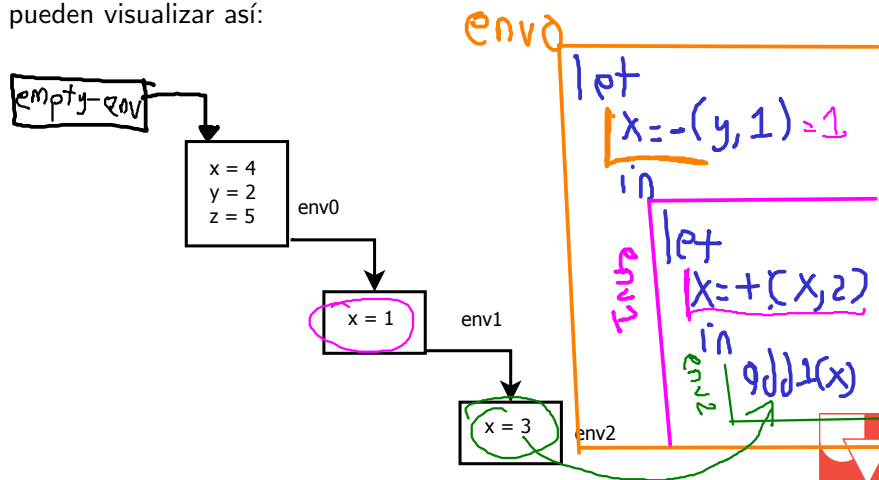 pueden visualizar así:
empty-env
x = 4
y = 2
z = 5
env0
x = 1
env1
x = 3
env2
env0
let
x=-(y,1)=1
in
env1
let
x=+(x,2)
in
env2
add1(x)